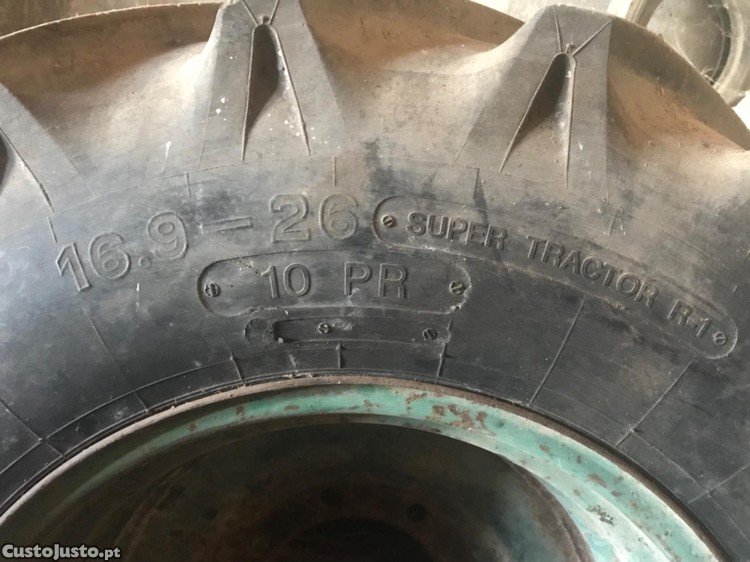 16.9-26
SUPER TRACTOR R-1
10 PR
CustoJusto.pt